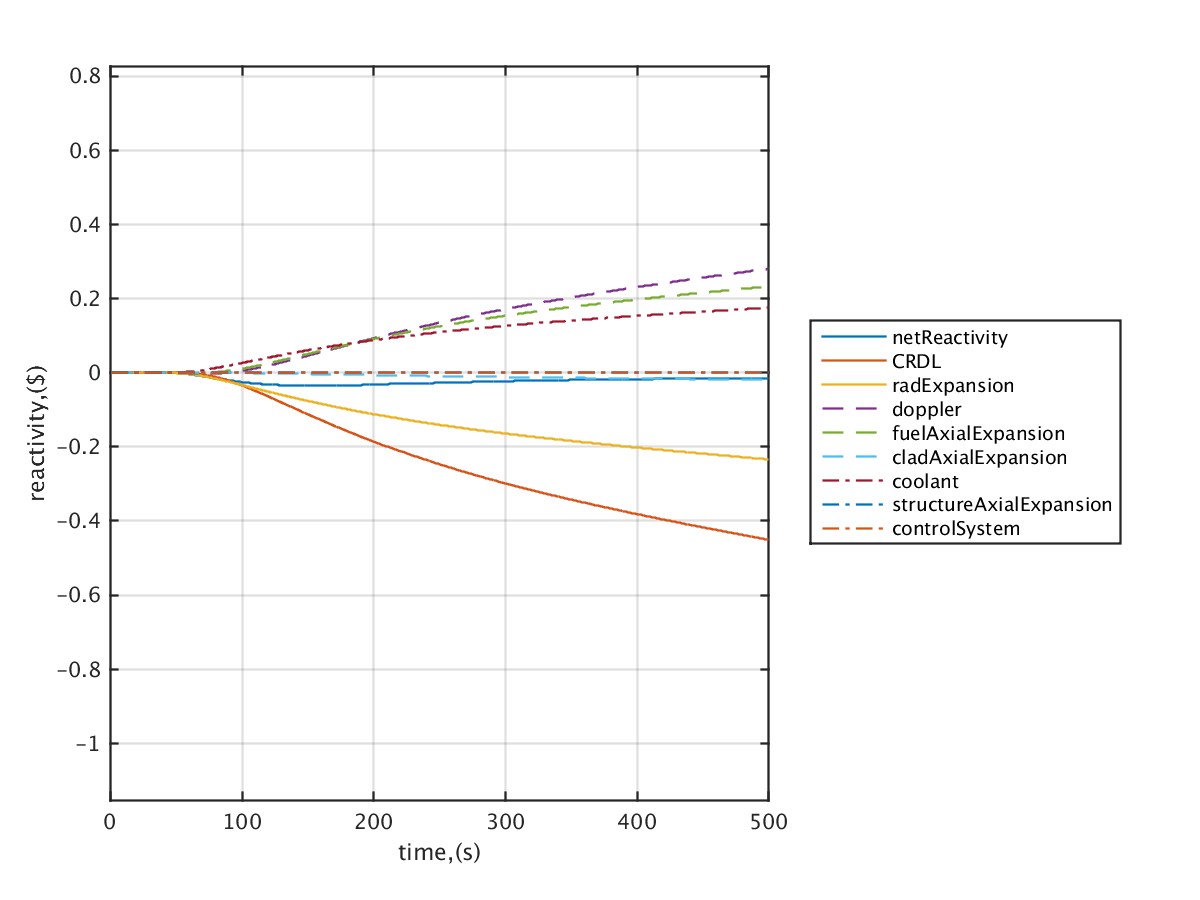 0.8
0.6
0.4
0.2
0
-0.2
-0.4
-0.6
-0.8
-1
reactivity,($)
0 100 200 300 400 500
time,(s)
netReactivity
CRDL
radExpansion
doppler
fuelAxialExpansion
cladAxialExpansion
coolant
structureAxialExpansion
controlSystem